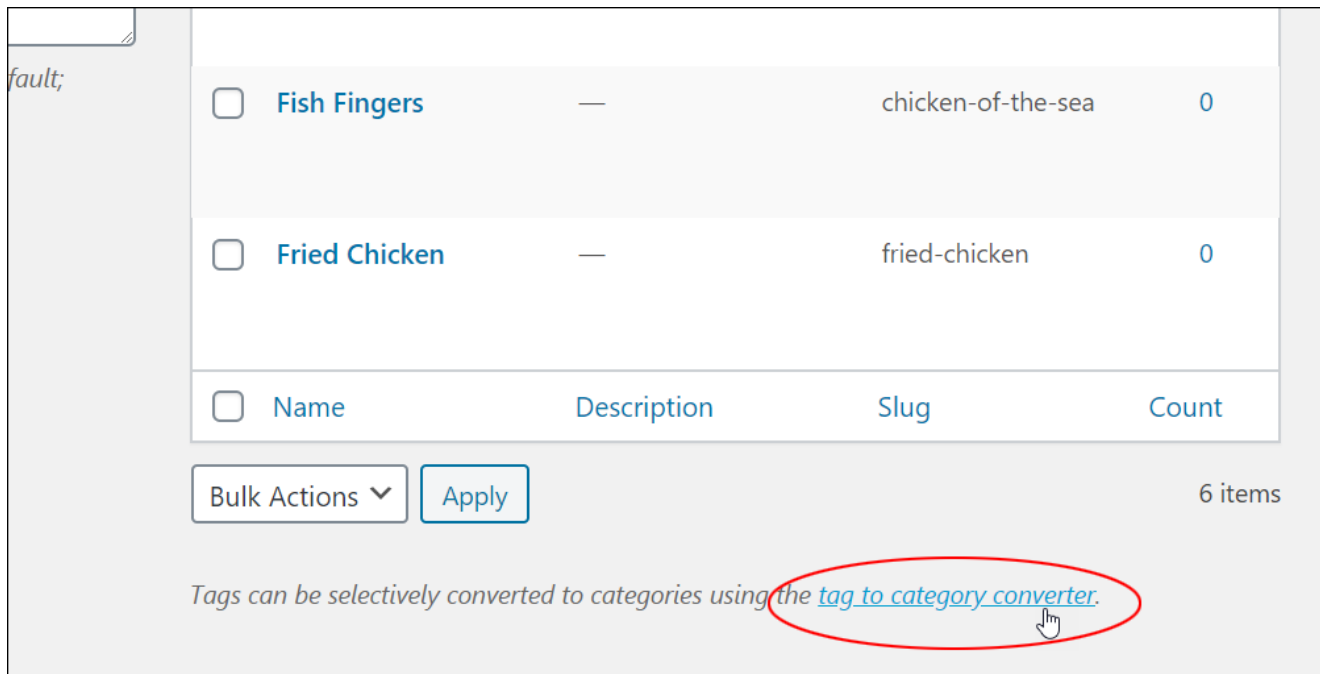 fault;
Fish Fingers — chicken-of-the-sea 0
Fried Chicken — fried-chicken 0
Name Description Slug Count
Bulk Actions Apply 6 items
Tags can be selectively converted to categories using the tag to category converter.